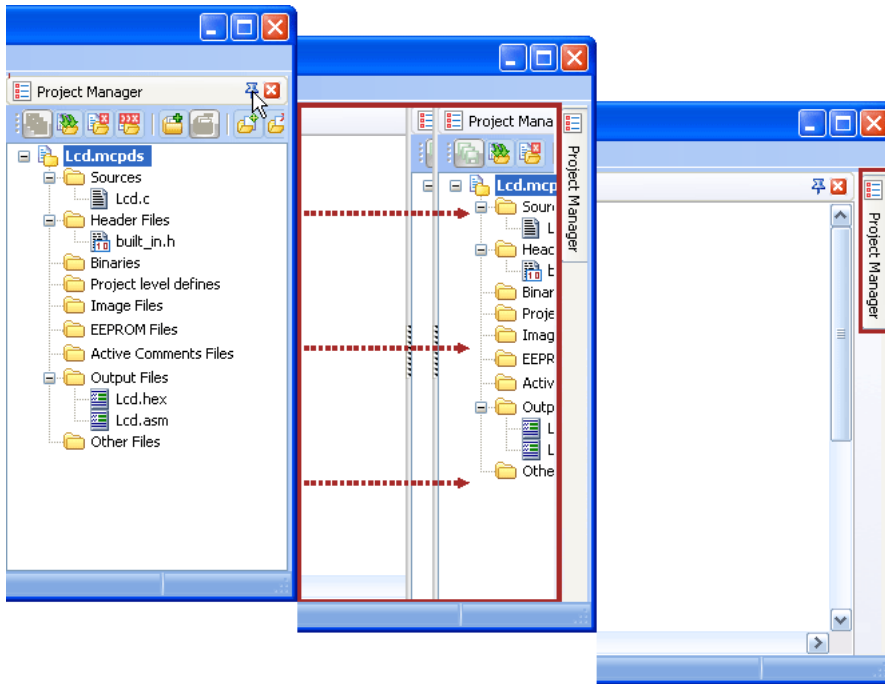 Project Manager
Lcd.mcpds
Sources
Lcd.c
Header Files
built_in.h
Binaries
Project level defines
Image Files
EEPROM Files
Active Comments Files
Output Files
Lcd.hex
Lcd.asm
Other Files
Project Mana
Lcd.mcp
Sour
L
Heac
b
Binar
Proje
Imag
EEPR
Activ
Outp
L
L
Othe
Project Manager
Project Manager